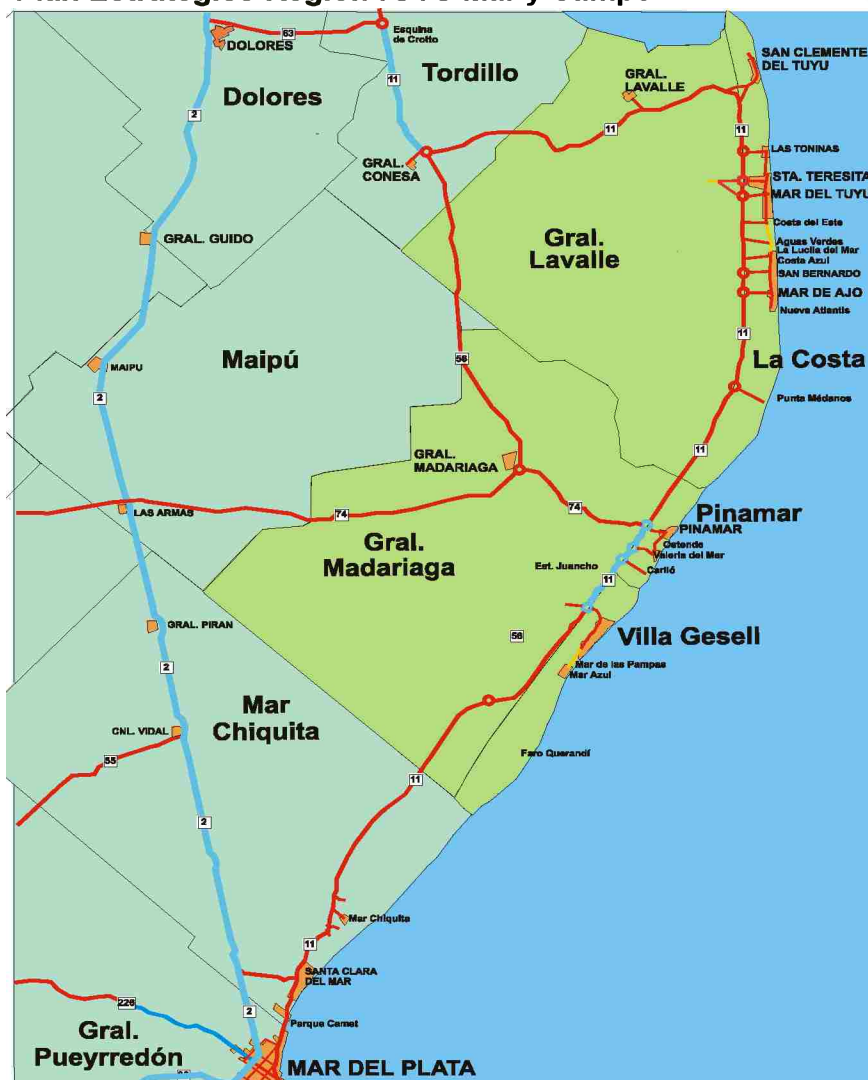 Plan Estratégico Región Mar y Campo
63
Esquina
de Crotto
DOLORES
SAN CLEMENTE
DEL TUYU
Tordillo
GRAL.
LAVALLE
11
Dolores
2
11
11
LAS TONINAS
GRAL.
CONESA
STA. TERESITA
MAR DEL TUYU
Costa del Este
GRAL. GUIDO
Gral.
Lavalle
Aguas Verdes
La Lucila del Mar
Costa Azul
SAN BERNARDO
MAR DE AJO
Nueva Atlantis
11
Maipú
56
La Costa
MAIPU
2
Punta Médanos
GRAL.
MADARIAGA
11
LAS ARMAS
74
74
Pinamar
PINAMAR
Gral.
Madariaga
Ostende
Valeria del Mar
Est. Juancho
Cariló
11
GRAL. PIRAN
56
Villa Gesell
2
Mar de las Pampas
Mar Azul
Mar
Chiquita
CNL. VIDAL
Faro Querandí
55
11
2
Mar Chiquita
11
SANTA CLARA
DEL MAR
226
2
Parque Camet
Gral.
Pueyrredón
MAR DEL PLATA